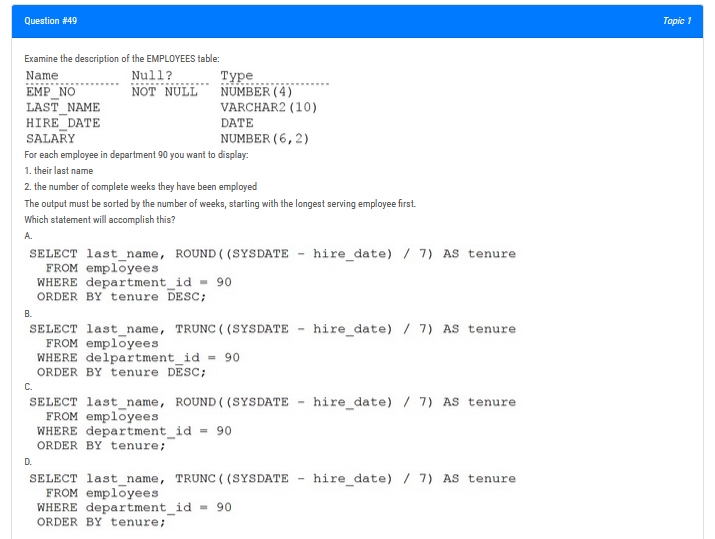 Question #49
Topic 1
Examine the description of the EMPLOYEES table:
Name Null? Type
EMP_NO NOT NULL NUMBER(4)
LAST_NAME VARCHAR2(10)
HIRE_DATE DATE
SALARY NUMBER(6,2)
For each employee in department 90 you want to display:
1. their last name
2. the number of complete weeks they have been employed
The output must be sorted by the number of weeks, starting with the longest serving employee first.
Which statement will accomplish this?
A.
SELECT last_name, ROUND((SYSDATE - hire_date) / 7) AS tenure
FROM employees
WHERE department_id = 90
ORDER BY tenure DESC;
B.
SELECT last_name, TRUNC((SYSDATE - hire_date) / 7) AS tenure
FROM employees
WHERE delpartment_id = 90
ORDER BY tenure DESC;
C.
SELECT last_name, ROUND((SYSDATE - hire_date) / 7) AS tenure
FROM employees
WHERE department_id = 90
ORDER BY tenure;
D.
SELECT last_name, TRUNC((SYSDATE - hire_date) / 7) AS tenure
FROM employees
WHERE department_id = 90
ORDER BY tenure;